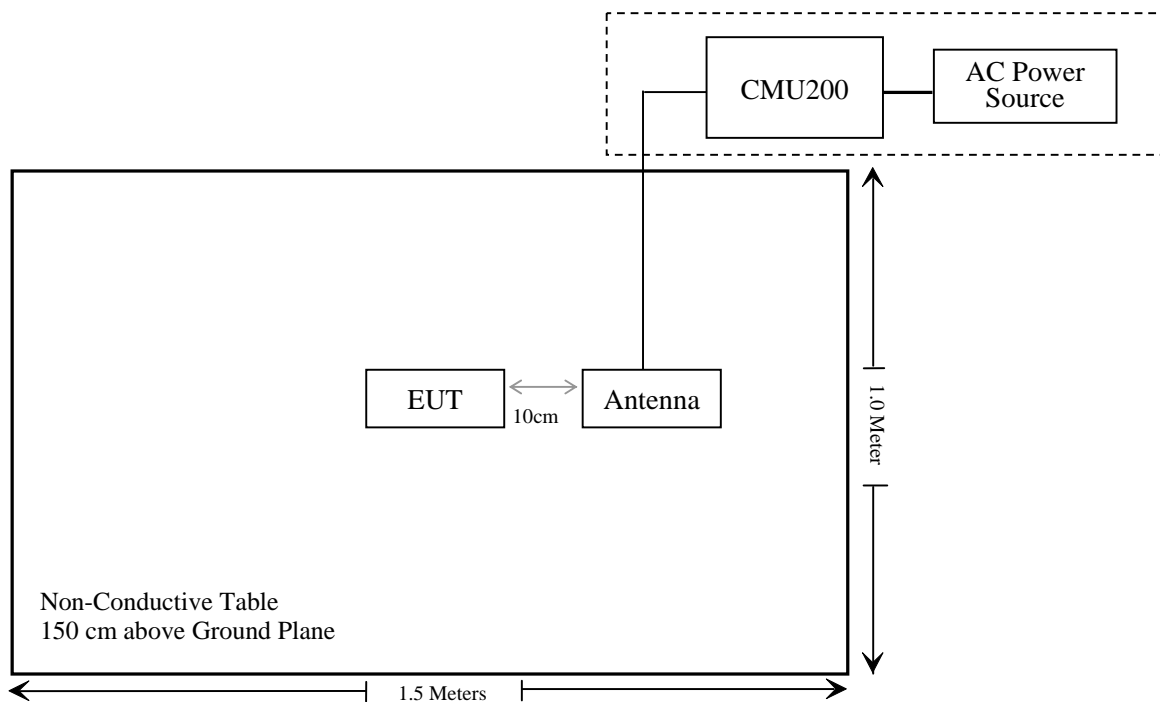 CMU200
AC Power
Source
EUT
10cm
Antenna
1.0 Meter
Non-Conductive Table
150 cm above Ground Plane
1.5 Meters